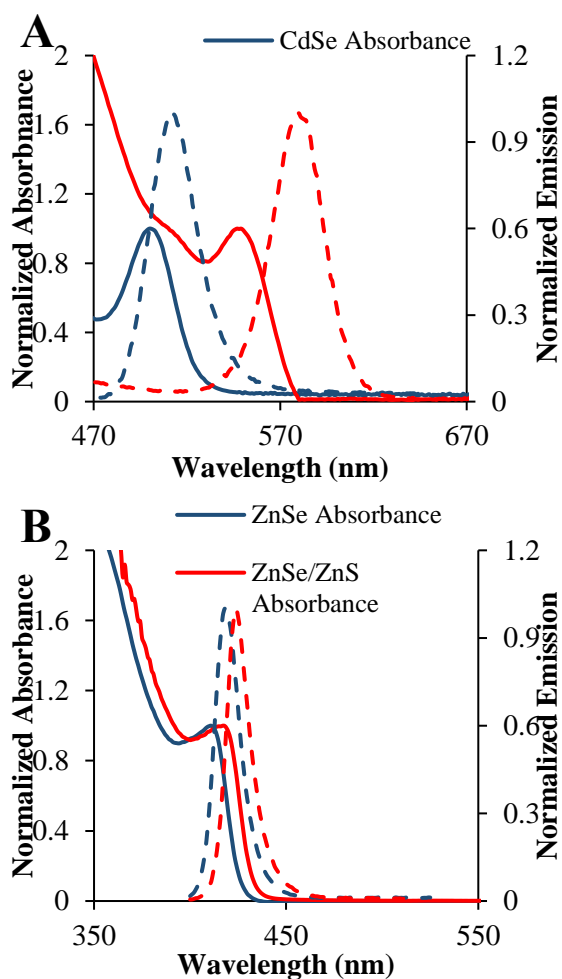 A
CdSe Absorbance
2
1.6
1.2
0.8
0.4
0
Normalized Absorbnance
1.2
0.9
0.6
0.3
0
Normalized Emission
470
570
670
Wavelength (nm)
B
ZnSe Absorbance
ZnSe/ZnS
Absorbance
2
1.6
1.2
0.8
0.4
0
Normalized Absorbance
1.2
0.9
0.6
0.3
0
Normalized Emission
350
450
550
Wavelength (nm)